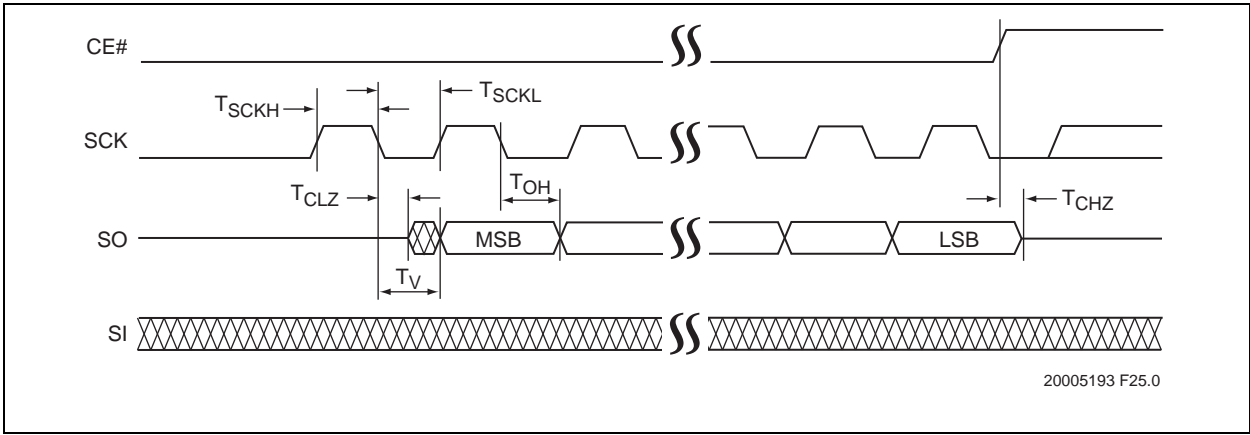 CE#
TSCKH
TSCKL
SCK
TCLZ
TOH
TCHZ
SO
MSB
LSB
TV
SI
20005193 F25.0